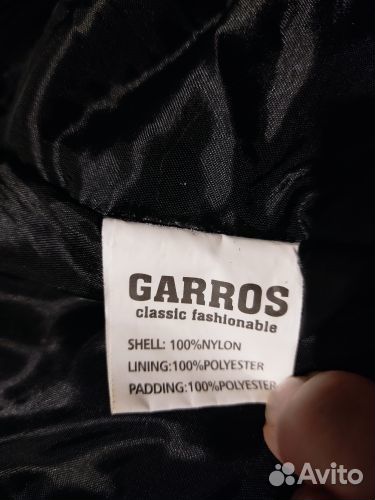 GARROS
classic fashionable
SHELL: 100%NYLON
LINING:100%POLYESTER
PADDING:100%POLYESTER
Avito